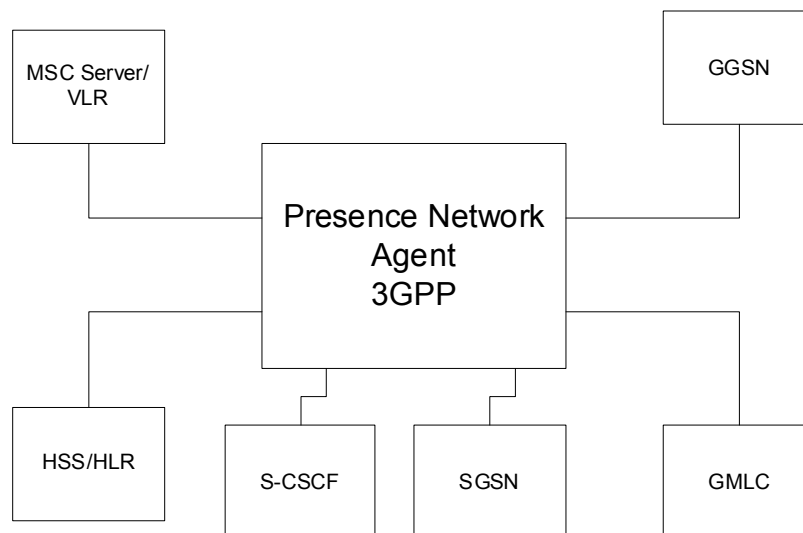 MSC Server/
VLR
GGSN
Presence Network
Agent
3GPP
HSS/HLR
S-CSCF
SGSN
GMLC